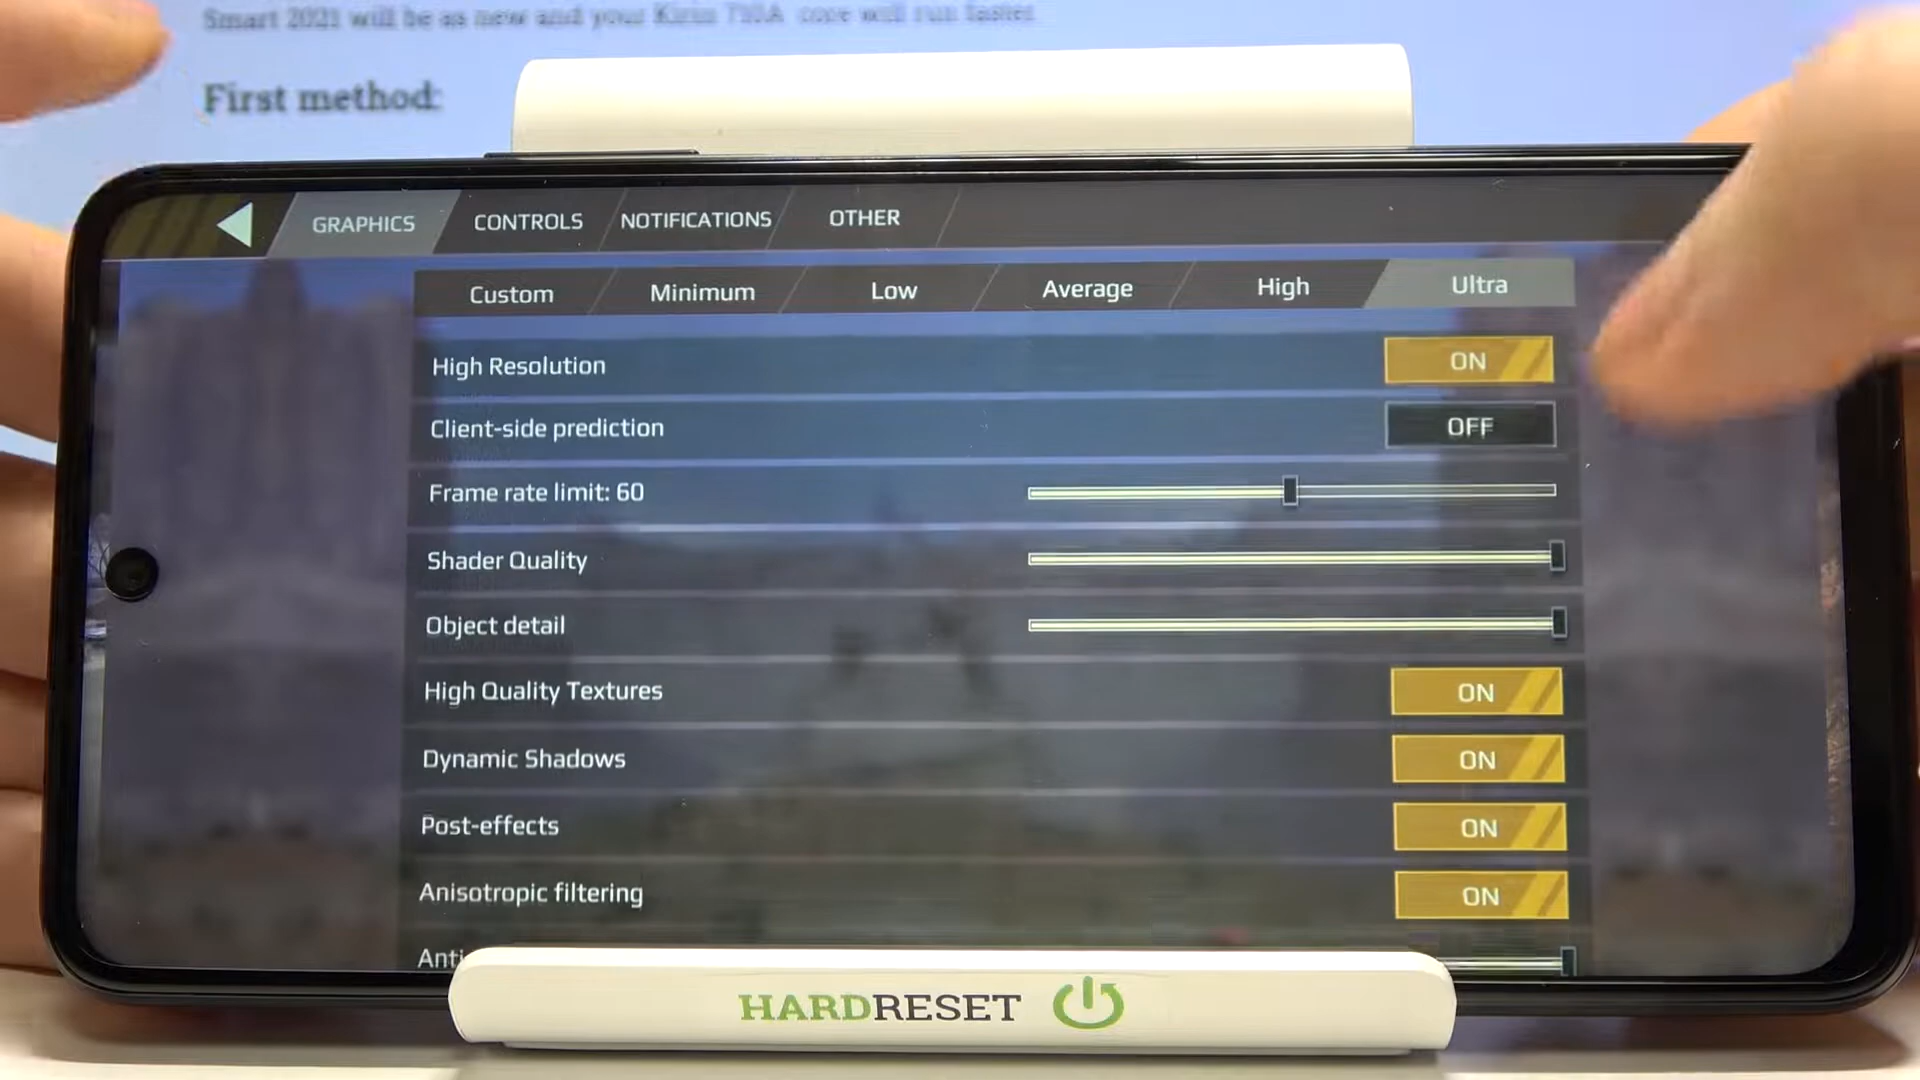 Smart 2021 will be as new and your Kirin 710A core will run faster
First method:
GRAPHICS CONTROLS NOTIFICATIONS OTHER
Custom Minimum Low Average High Ultra
High Resolution ON
Client-side prediction OFF
Frame rate limit: 60
Shader Quality
Object detail
High Quality Textures ON
Dynamic Shadows ON
Post-effects ON
Anisotropic filtering ON
Anti
HARDRESET